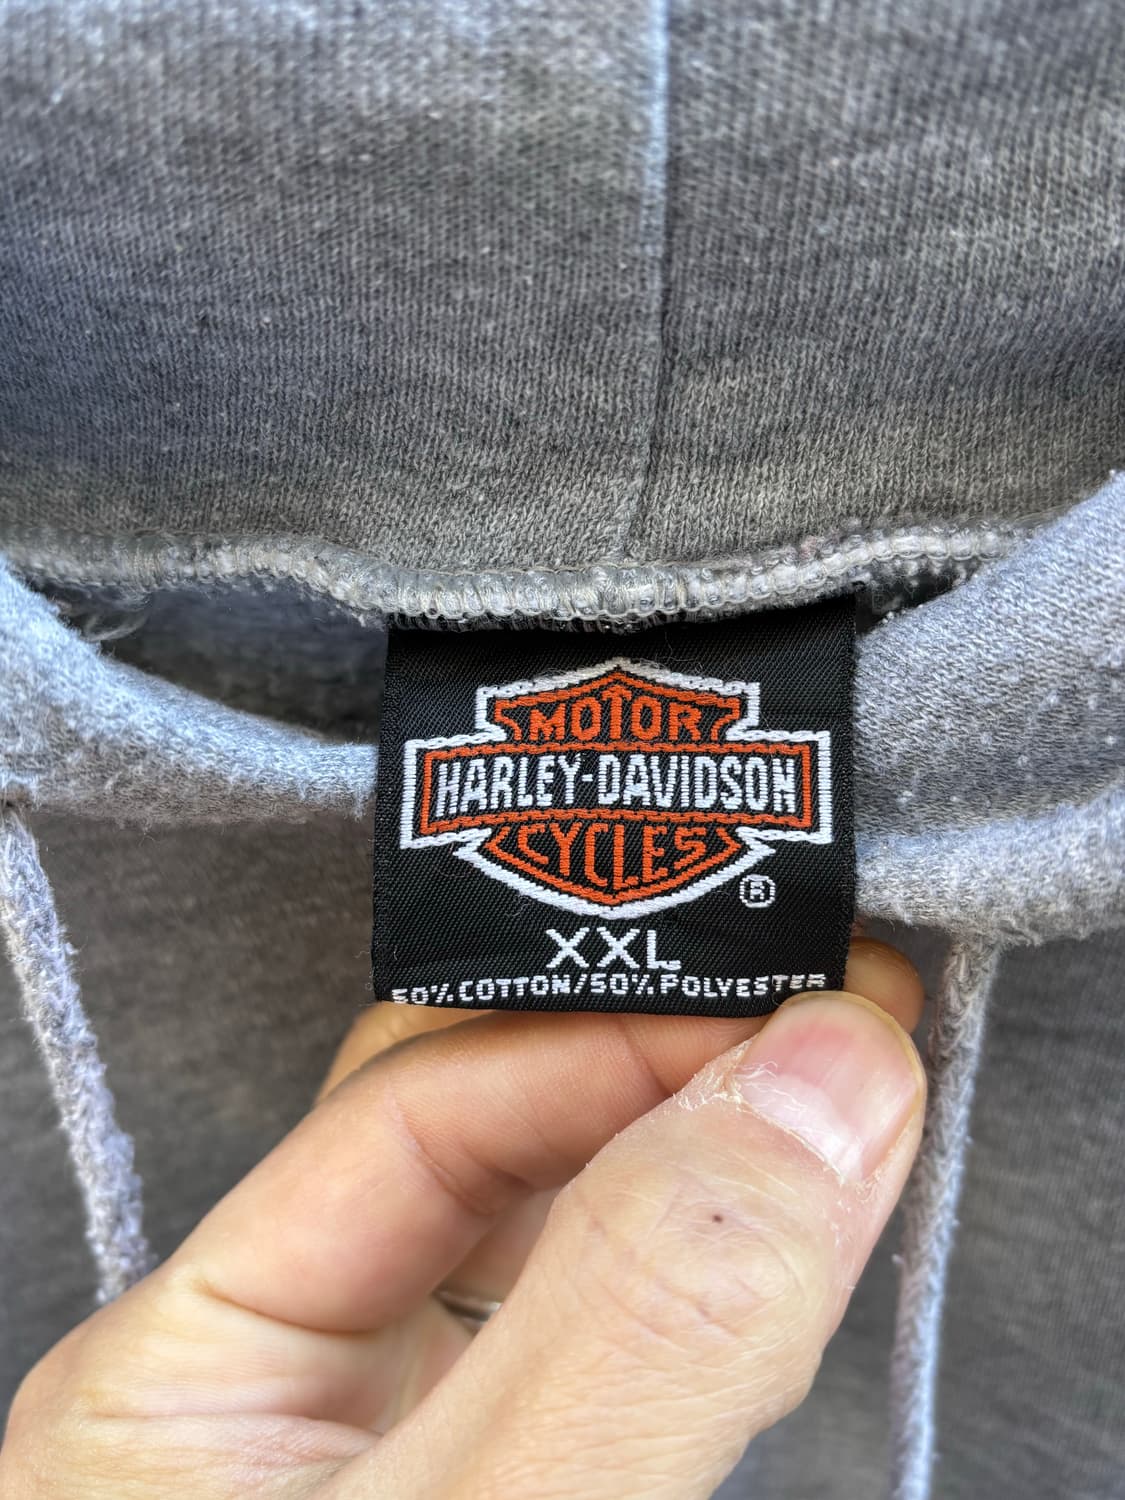 MOTOR
HARLEY-DAVIDSON
CYCLES
®
XXL
50% COTTON/50% POLYESTER